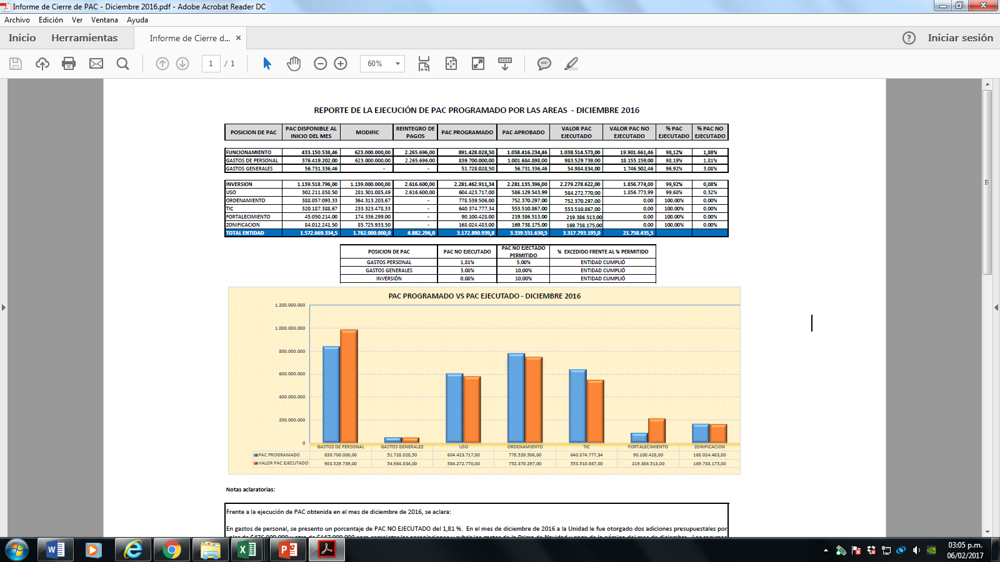 Informe de Cierre de PAC - Diciembre 2016.pdf - Adobe Acrobat Reader DC
Archivo Edición Ver Ventana Ayuda
Inicio Herramientas Informe de Cierre d... × ? Iniciar sesión
1 / 1 60%
REPORTE DE LA EJECUCIÓN DE PAC PROGRAMADO POR LAS AREAS - DICIEMBRE 2016
POSICION DE PAC PAC DISPONIBLE AL INICIO DEL MES MODIFIC REINTEGRO DE PAGOS PAC PROGRAMADO PAC APROBADO VALOR PAC EJECUTADO VALOR PAC NO EJECUTADO % PAC EJECUTADO % PAC NO EJECUTADO
FUNCIONAMIENTO 433.150.538,46 623.000.000,00 2.265.696,00 891.428.028,50 1.058.416.234,46 1.038.514.573,00 19.901.661,46 98,12% 1,88%
GASTOS DE PERSONAL 376.419.202,00 623.000.000,00 2.265.696,00 839.700.000,00 1.001.684.898,00 983.529.739,00 18.155.159,00 98,19% 1,81%
GASTOS GENERALES 56.731.336,46 - - 51.728.028,50 56.731.336,46 54.984.834,00 1.746.502,46 96,92% 3,08%
INVERSION 1.139.518.796,00 1.139.000.000,00 2.616.600,00 2.281.462.911,34 2.281.135.396,00 2.279.278.622,00 1.856.774,00 99,92% 0,08%
USO 302.211.858,50 281.301.085,49 2.616.600,00 604.423.717,00 586.129.543,99 584.272.770,00 1.856.773,99 99,68% 0,32%
ORDENAMIENTO 388.057.093,33 364.313.203,67 - 778.539.506,00 752.370.297,00 752.370.297,00 0,00 100,00% 0,00%
TIC 320.187.388,67 233.323.478,33 - 640.374.777,34 553.510.867,00 553.510.867,00 0,00 100,00% 0,00%
FORTALECIMIENTO 45.050.214,00 174.336.299,00 - 90.100.428,00 219.386.513,00 219.386.513,00 0,00 100,00% 0,00%
ZONIFICACION 84.012.241,50 85.725.933,50 - 168.024.483,00 169.738.175,00 169.738.175,00 0,00 100,00% 0,00%
TOTAL ENTIDAD 1.572.669.334,5 1.762.000.000,0 4.882.296,0 3.172.890.939,8 3.339.551.630,5 3.317.793.195,0 21.758.435,5
POSICION DE PAC PAC NO EJECUTADO PAC NO EJECTADO PERMITIDO % EXCEDIDO FRENTE AL % PERMITIDO
GASTOS PERSONAL 1,81% 5,00% ENTIDAD CUMPLIÓ
GASTOS GENERALES 3,08% 10,00% ENTIDAD CUMPLIÓ
INVERSIÓN 0,08% 10,00% ENTIDAD CUMPLIÓ
PAC PROGRAMADO VS PAC EJECUTADO - DICIEMBRE 2016
1.200.000.000
1.000.000.000
800.000.000
600.000.000
400.000.000
200.000.000
0
GASTOS DE PERSONAL GASTOS GENERALES USO ORDENAMIENTO TIC FORTALECIMIENTO ZONIFICACION
PAC PROGRAMADO 839.700.000,00 51.728.028,50 604.423.717,00 778.539.506,00 640.374.777,34 90.100.428,00 168.024.483,00
VALOR PAC EJECUTADO 983.529.739,00 54.984.834,00 584.272.770,00 752.370.297,00 553.510.867,00 219.386.513,00 169.738.175,00
Notas aclaratorias:
Frente a la ejecución de PAC obtenida en el mes de diciembre de 2016, se aclara:
En gastos de personal, se presento un porcentaje de PAC NO EJECUTADO del 1,81 %. En el mes de diciembre de 2016 a la Unidad le fue otorgado dos adiciones presupuestales por
03:05 p.m.
06/02/2017